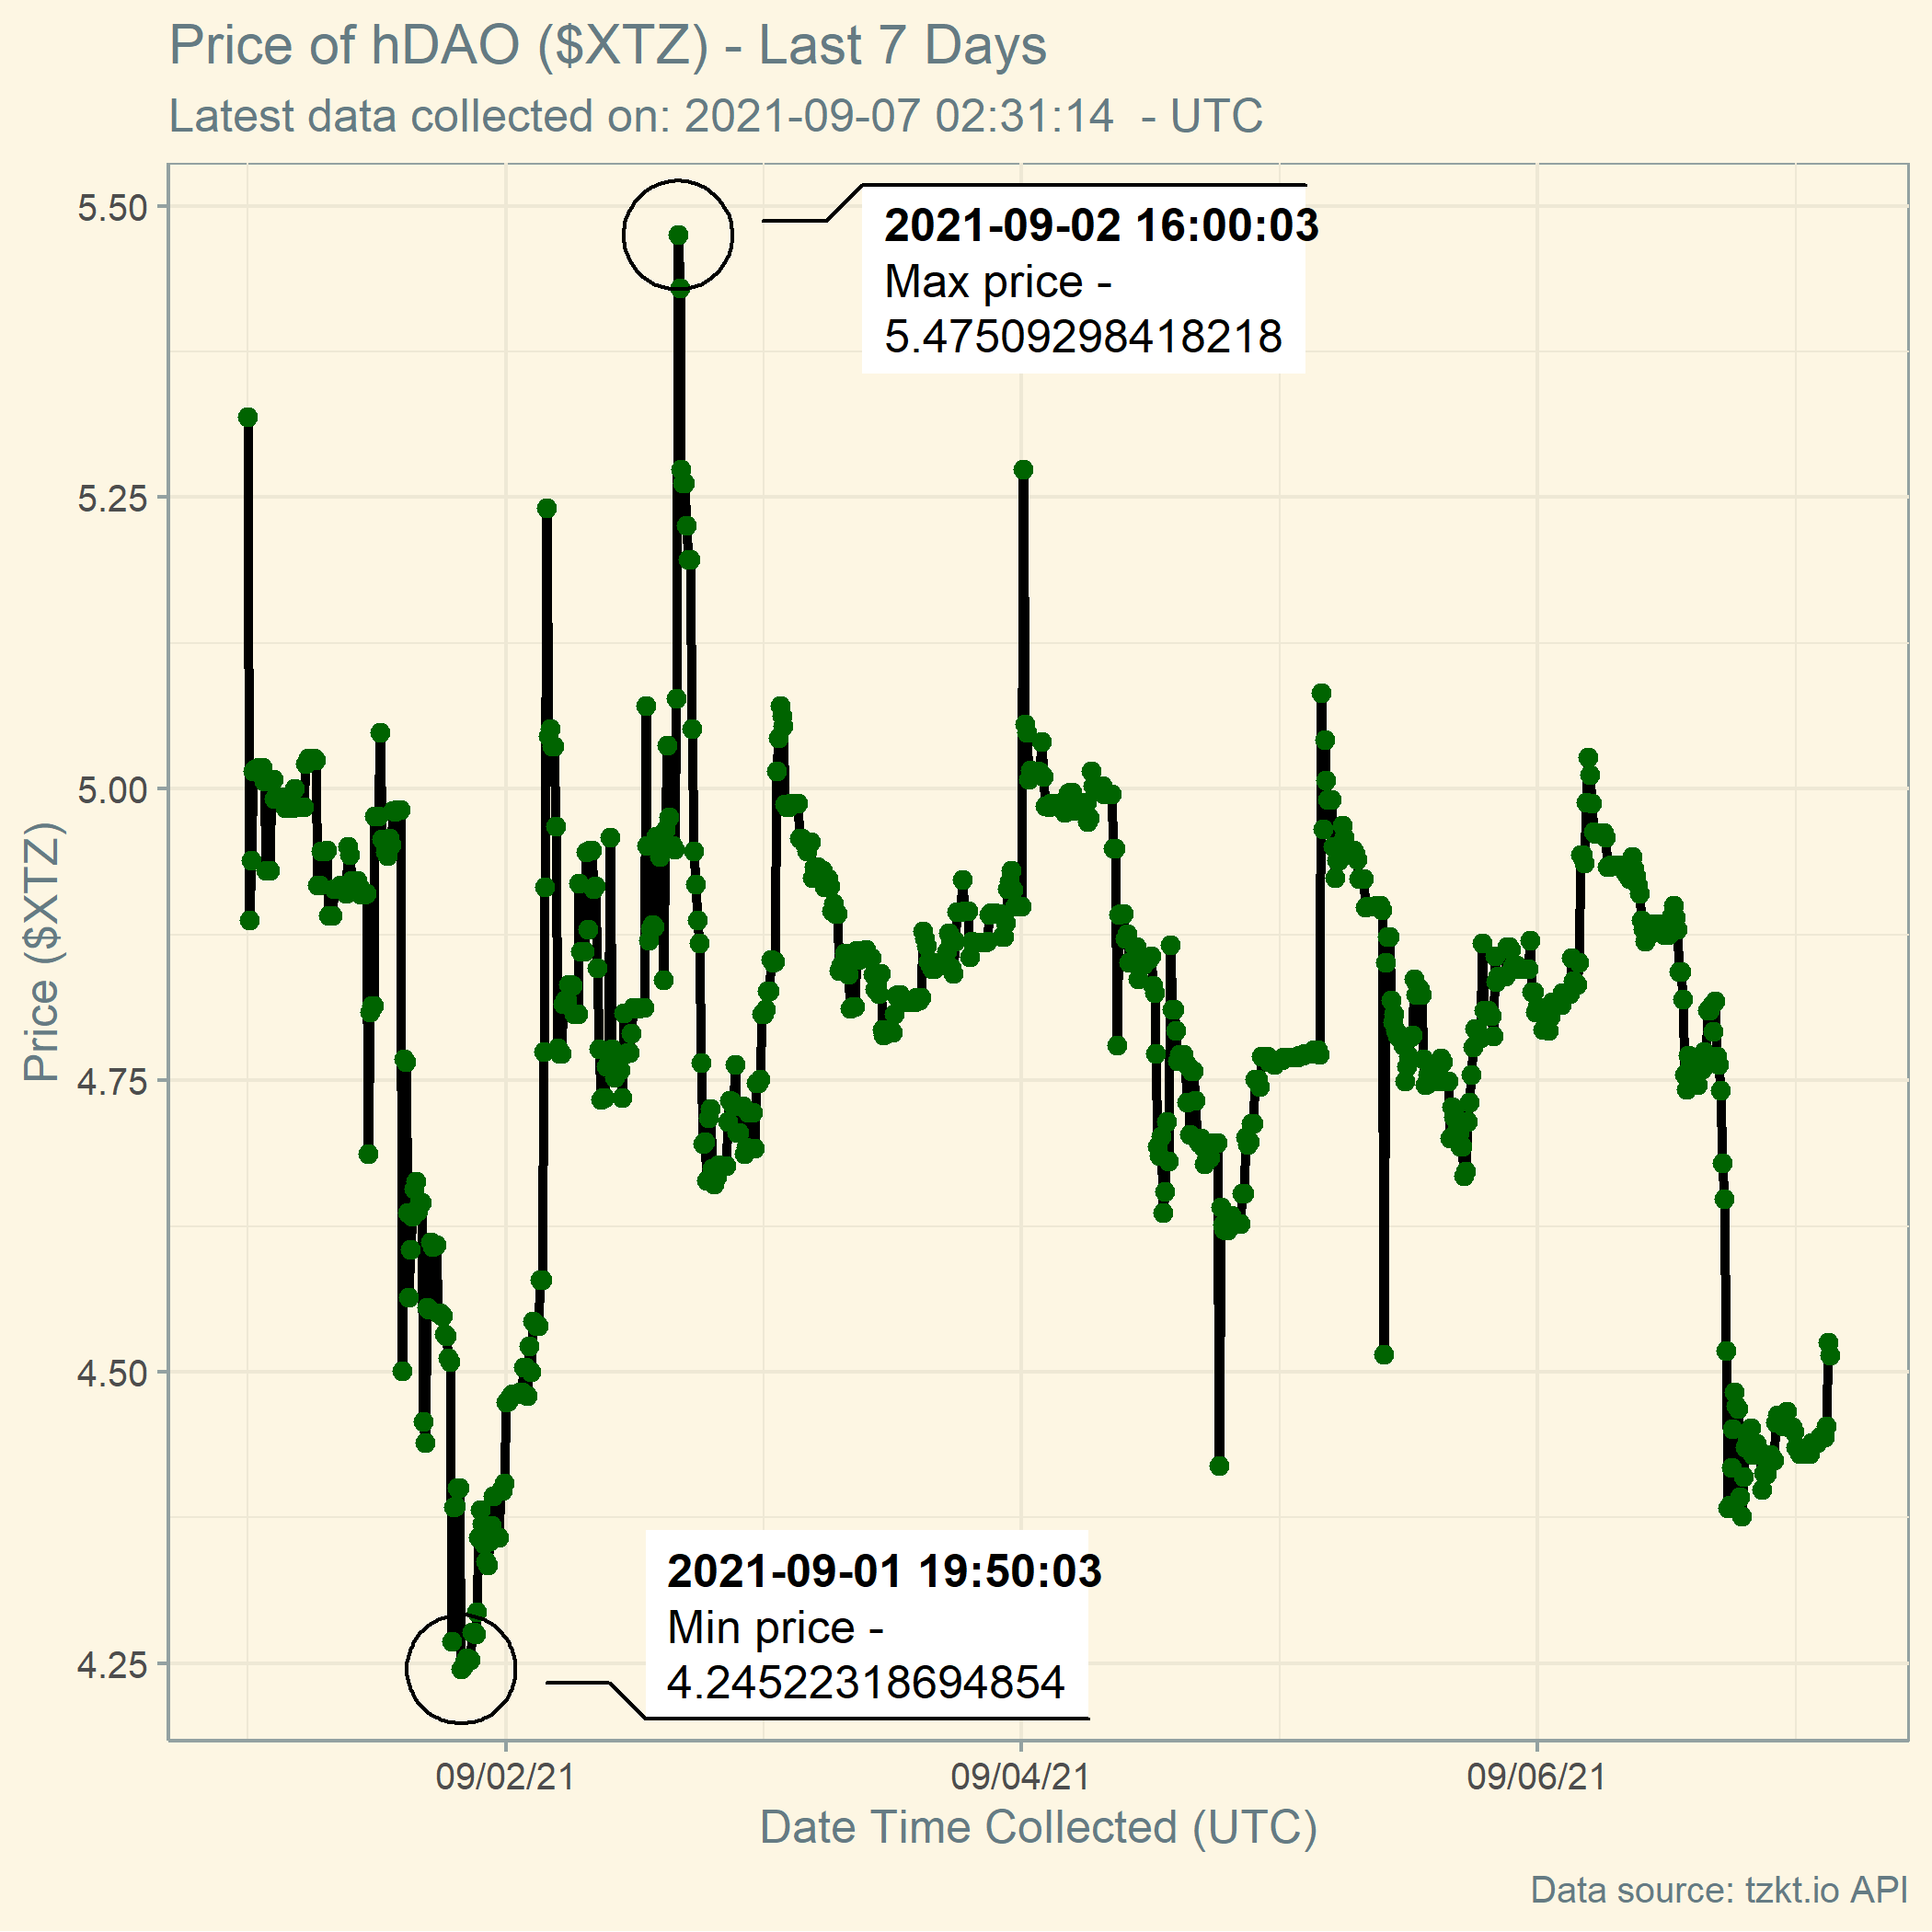 Price of hDAO ($XTZ) - Last 7 Days
Latest data collected on: 2021-09-07 02:31:14  - UTC
5.50
5.25
5.00
4.75
4.50
4.25
Price ($XTZ)
2021-09-02 16:00:03
Max price -
5.47509298418218
2021-09-01 19:50:03
Min price -
4.24522318694854
09/02/21
09/04/21
09/06/21
Date Time Collected (UTC)
Data source: tzkt.io API